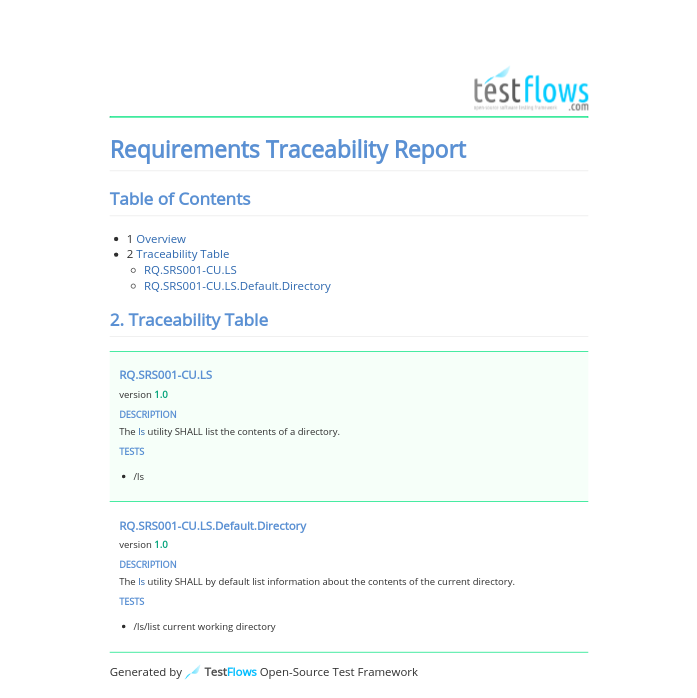 testflows
.com
open-source software testing framework
Requirements Traceability Report
Table of Contents
1 Overview
2 Traceability Table
RQ.SRS001-CU.LS
RQ.SRS001-CU.LS.Default.Directory
2. Traceability Table
RQ.SRS001-CU.LS
version 1.0
DESCRIPTION
The ls utility SHALL list the contents of a directory.
TESTS
/ls
RQ.SRS001-CU.LS.Default.Directory
version 1.0
DESCRIPTION
The ls utility SHALL by default list information about the contents of the current directory.
TESTS
/ls/list current working directory
Generated by TestFlows Open-Source Test Framework